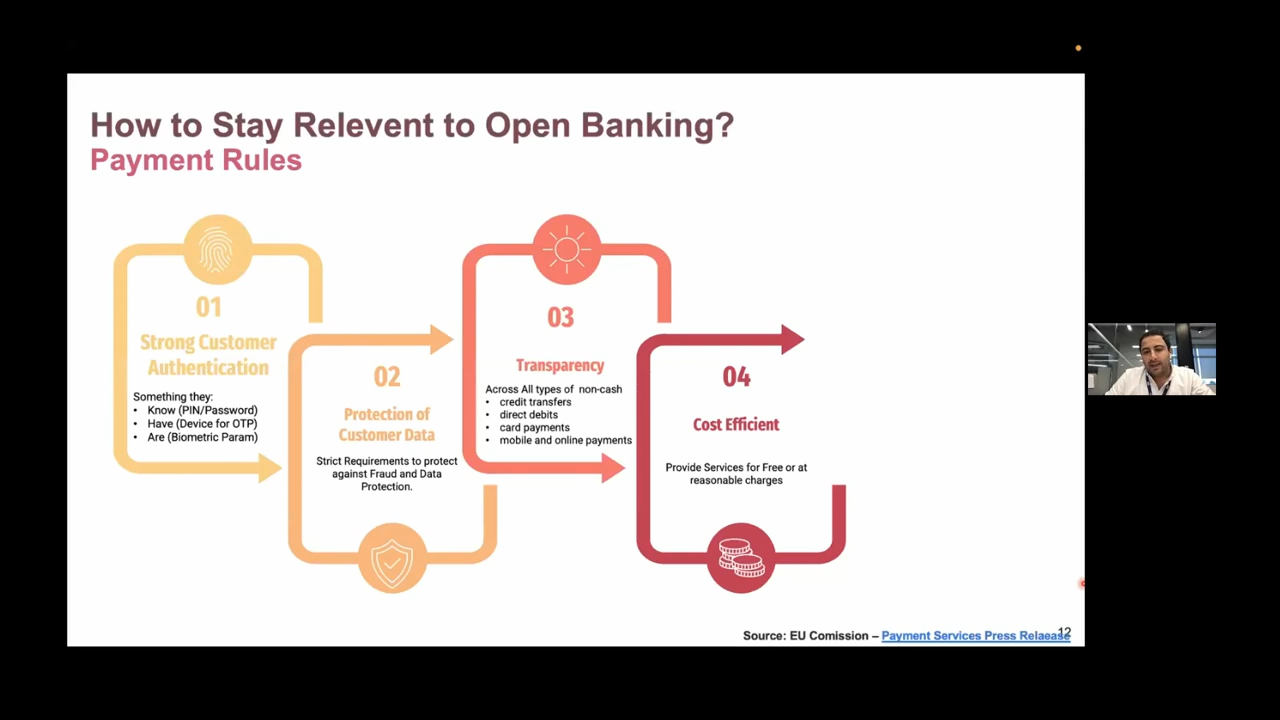 How to Stay Relevent to Open Banking?
Payment Rules
01
Strong Customer
Authentication
Something they:
• Know (PIN/Password)
• Have (Device for OTP)
• Are (Biometric Param)
02
Protection of
Customer Data
Strict Requirements to protect
against Fraud and Data
Protection.
03
Transparency
Across All types of non-cash
• credit transfers
• direct debits
• card payments
• mobile and online payments
04
Cost Efficient
Provide Services for Free or at
reasonable charges
Source: EU Comission – Payment Services Press Relaease
12